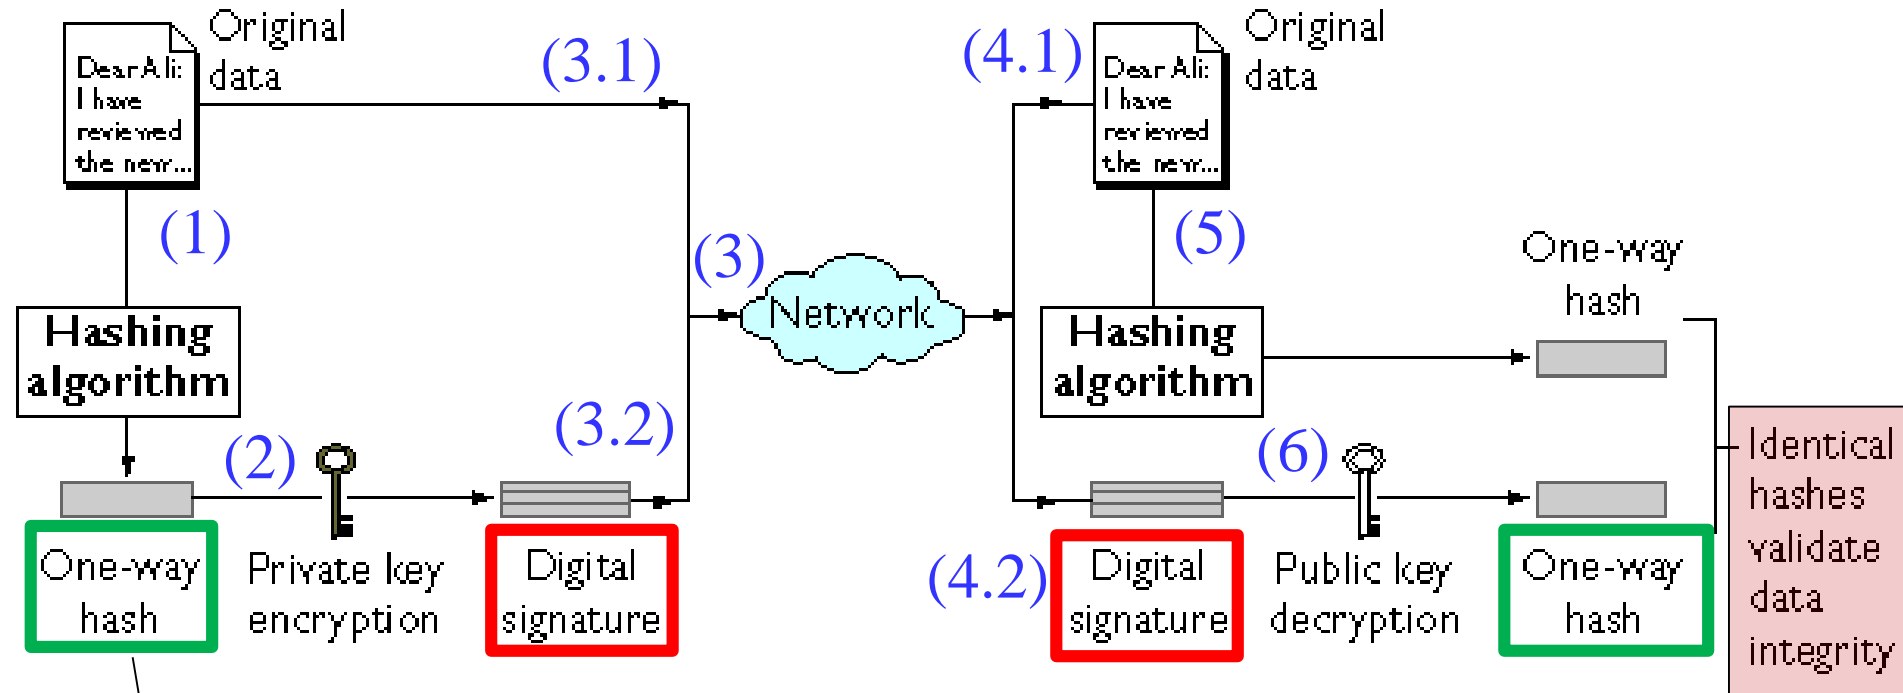 Original
data
Dear Ali:
I have
reviewed
the new...
(3.1)
(1)
Hashing
algorithm
(2)
(3.2)
One-way
hash
Private key
encryption
Digital
signature
(3)
Network
(4.1)
Original
data
Dear Ali:
I have
reviewed
the new...
(5)
Hashing
algorithm
One-way
hash
(6)
(4.2)
Digital
signature
Public key
decryption
One-way
hash
Identical
hashes
validate
data
integrity